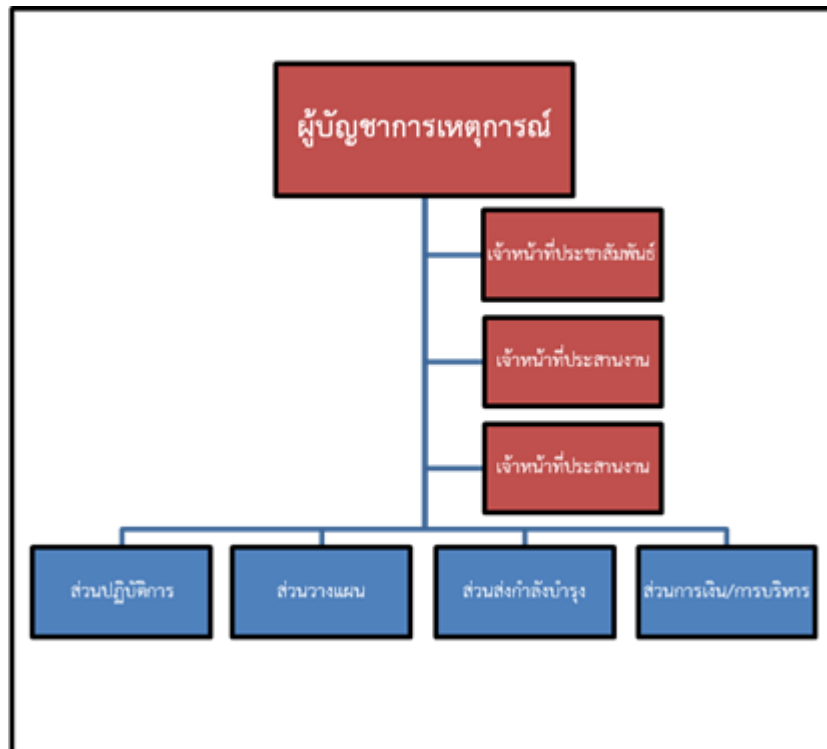 ผู้บัญชาการเหตุการณ์
เจ้าหน้าที่ประชาสัมพันธ์
เจ้าหน้าที่ประสานงาน
เจ้าหน้าที่ประสานงาน
ส่วนปฏิบัติการ
ส่วนวางแผน
ส่วนส่งกำลังบำรุง
ส่วนการเงิน/การบริหาร